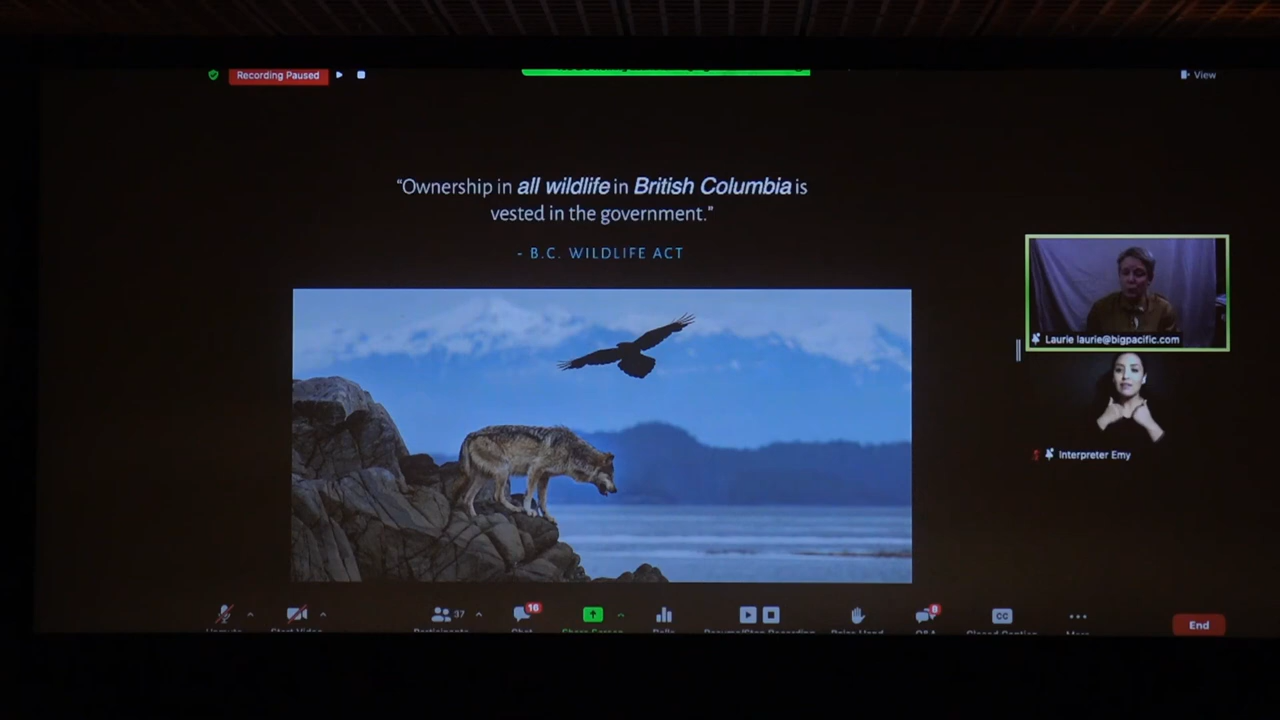 Recording Paused
View
“Ownership in all wildlife in British Columbia is
vested in the government.”
- B.C. WILDLIFE ACT
Laurie laurie@bigpacific.com
Interpreter Emy
37
16
8
CC
End